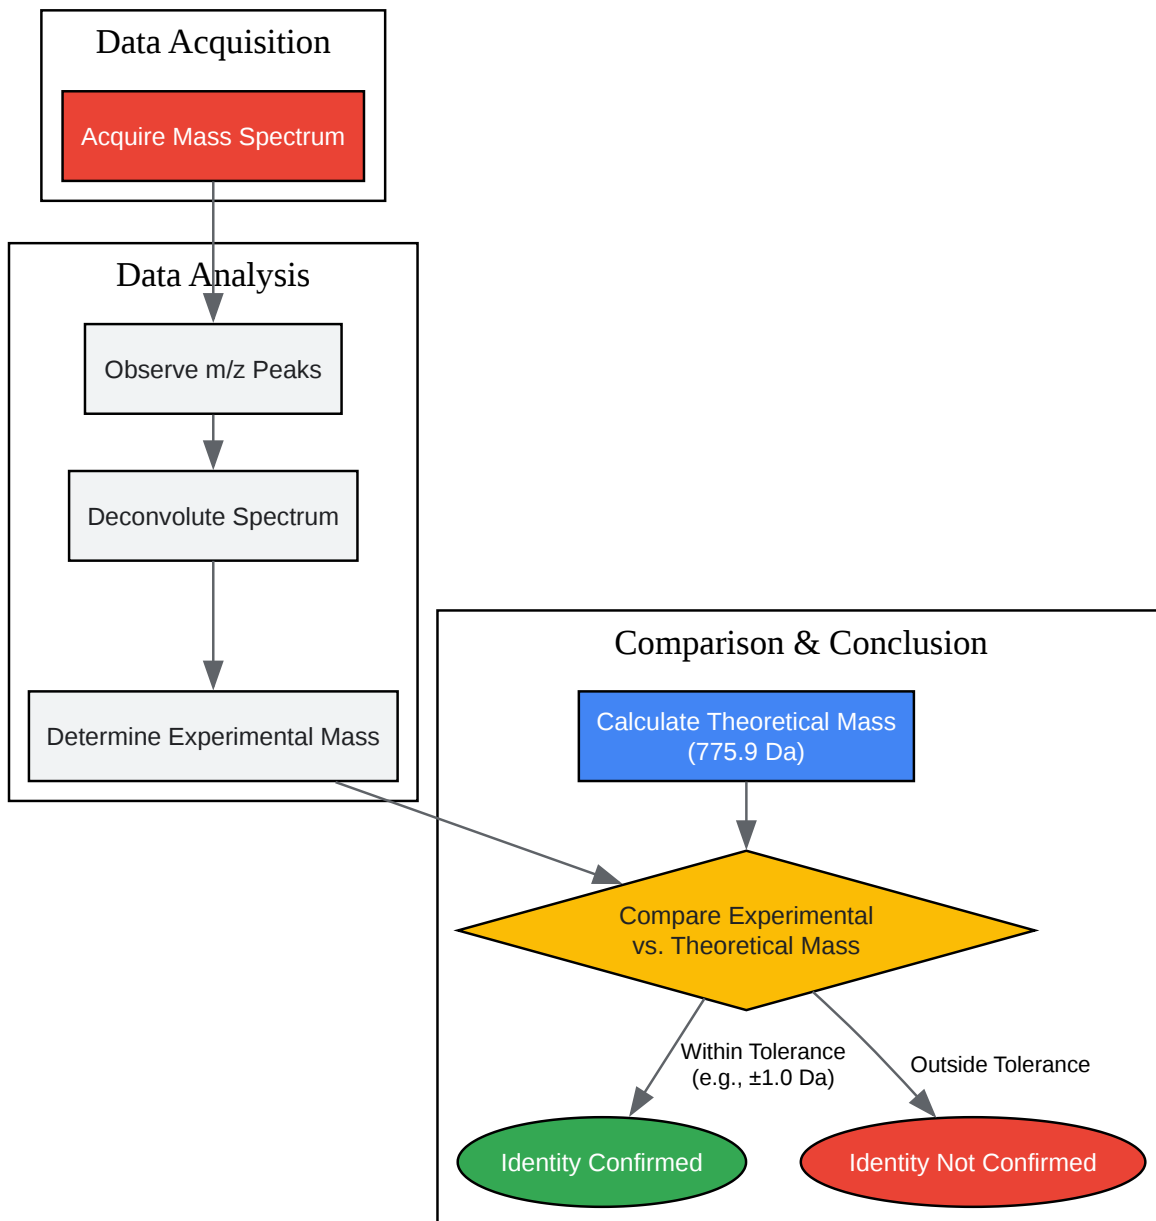 Data Acquisition
Acquire Mass Spectrum
Data Analysis
Observe m/z Peaks
Deconvolute Spectrum
Determine Experimental Mass
Comparison & Conclusion
Calculate Theoretical Mass
(775.9 Da)
Compare Experimental
vs. Theoretical Mass
Within Tolerance
(e.g., ±1.0 Da)
Outside Tolerance
Identity Confirmed
Identity Not Confirmed